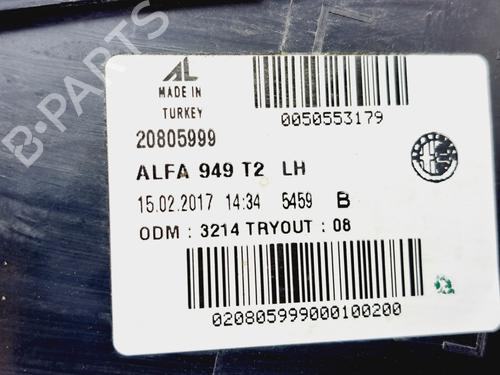 AL
MADE IN
TURKEY
0050553179
20805999
ALFA 949 T2 LH
15.02.2017 14:34 5459 B
ODM : 3214 TRYOUT : 08
020805999000100200
B-PARTS